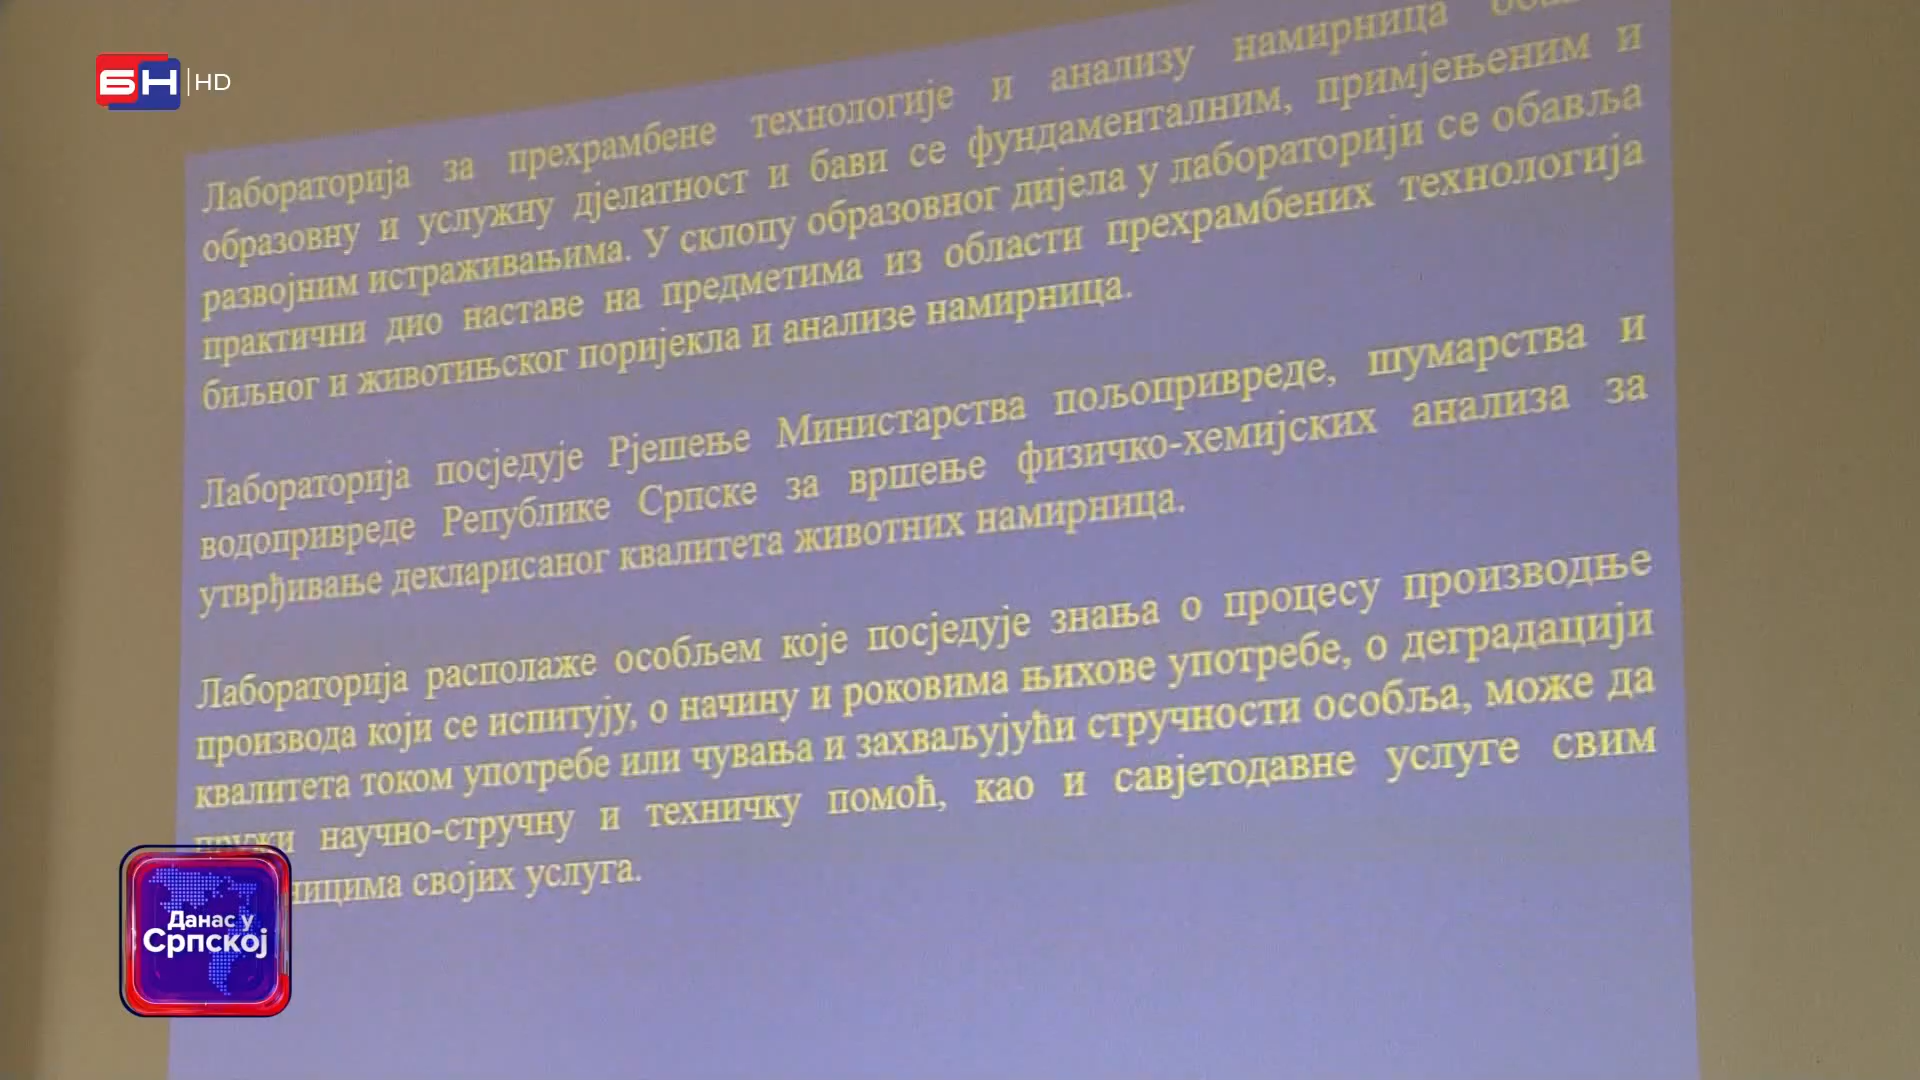 БН HD
Лабораторија за прехрамбене технологије и анализу намирница
образовну и услужну дјелатност и бави се фундаменталним, примјењеним и
развојним истраживањима. У склопу образовног дијела у лабораторији се обавља
практични дио наставе на предметима из области прехрамбених технологија
биљног и животињског поријекла и анализе намирница.
Лабораторија посједује Рјешење Министарства пољопривреде, шумарства и
водопривреде Републике Српске за вршење физичко-хемијских анализа за
утврђивање декларисаног квалитета животних намирница.
Лабораторија располаже особљем које посједује знања о процесу производње
производа који се испитују, о начину и роковима њихове употребе, о деградацији
квалитета током употребе или чувања и захваљујући стручности особља, може да
пружи научно-стручну и техничку помоћ, као и савјетодавне услуге свим
својих услуга.
Данас у
Српској